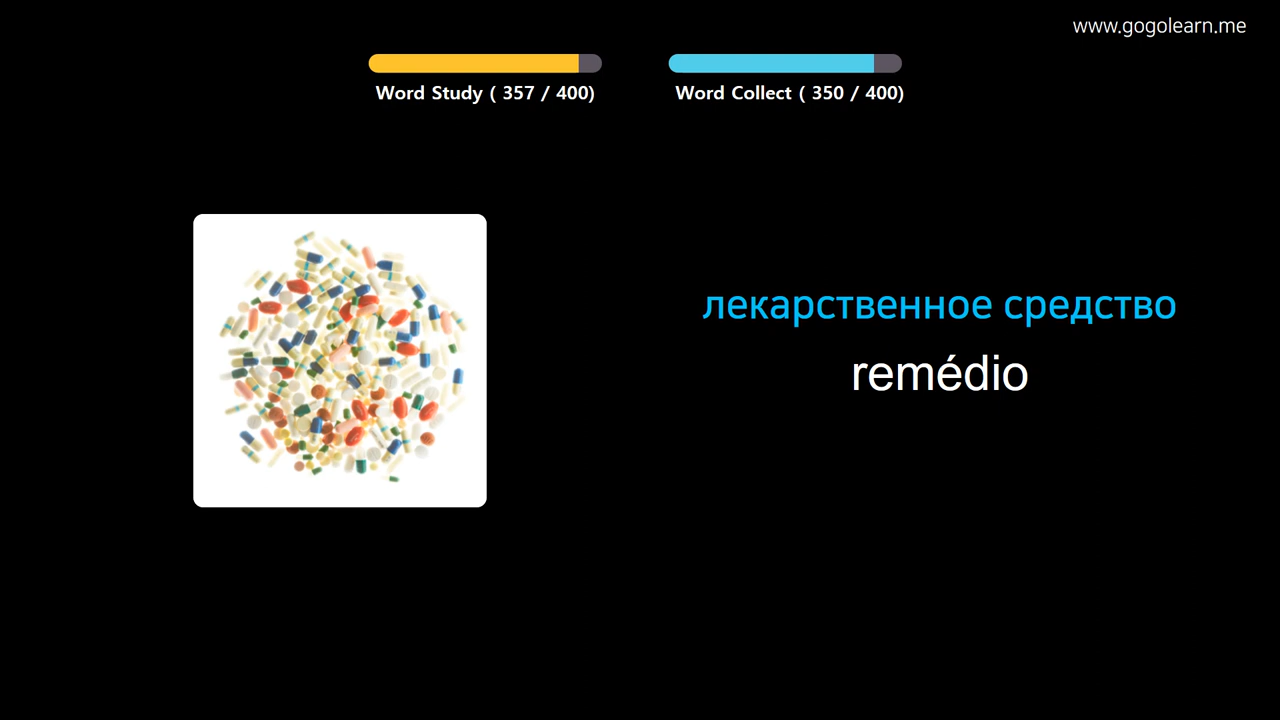 www.gogolearn.me
Word Study ( 357 / 400)
Word Collect ( 350 / 400)
лекарственное средство
remédio